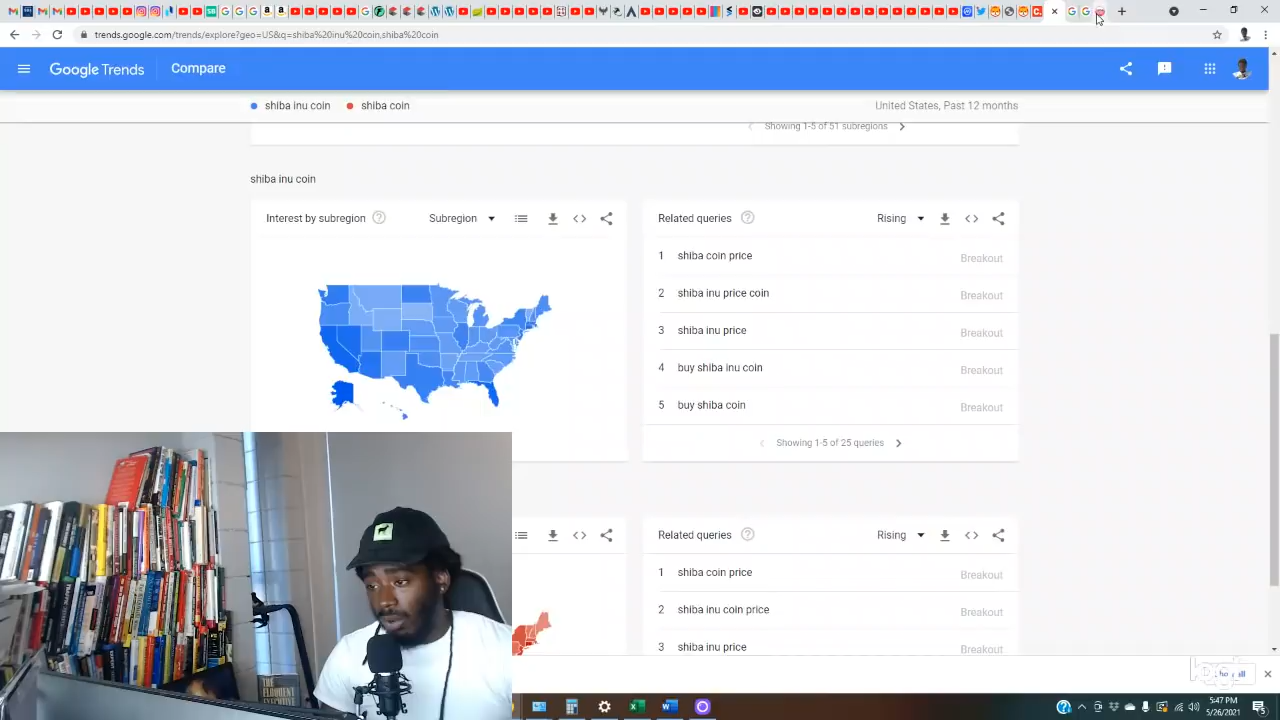 trends.google.com/trends/explore?geo=US&q=shiba%20inu%20coin,shiba%20coin
Google Trends
Compare
shiba inu coin
shiba coin
United States, Past 12 months
Showing 1-5 of 51 subregions
shiba inu coin
Interest by subregion
Subregion
Related queries
Rising
1 shiba coin price Breakout
2 shiba inu price coin Breakout
3 shiba inu price Breakout
4 buy shiba inu coin Breakout
5 buy shiba coin Breakout
Showing 1-5 of 25 queries
Related queries
Rising
1 shiba coin price Breakout
2 shiba inu coin price Breakout
3 shiba inu price Breakout
THE ELOQUENT EXECUTIVE
5:47 PM
5/26/2021